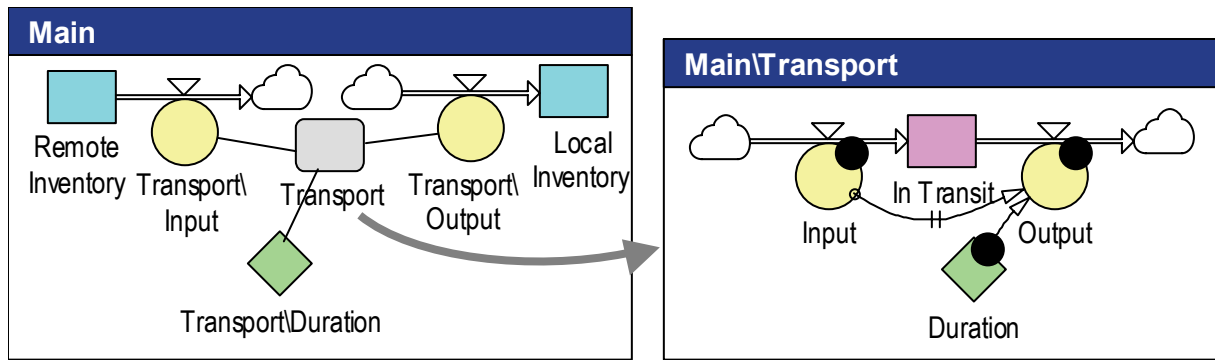 Main
Remote
Inventory
Transport\
Input
Transport
Transport\
Output
Local
Inventory
Transport\Duration
Main\Transport
Input
In Transit
Output
Duration